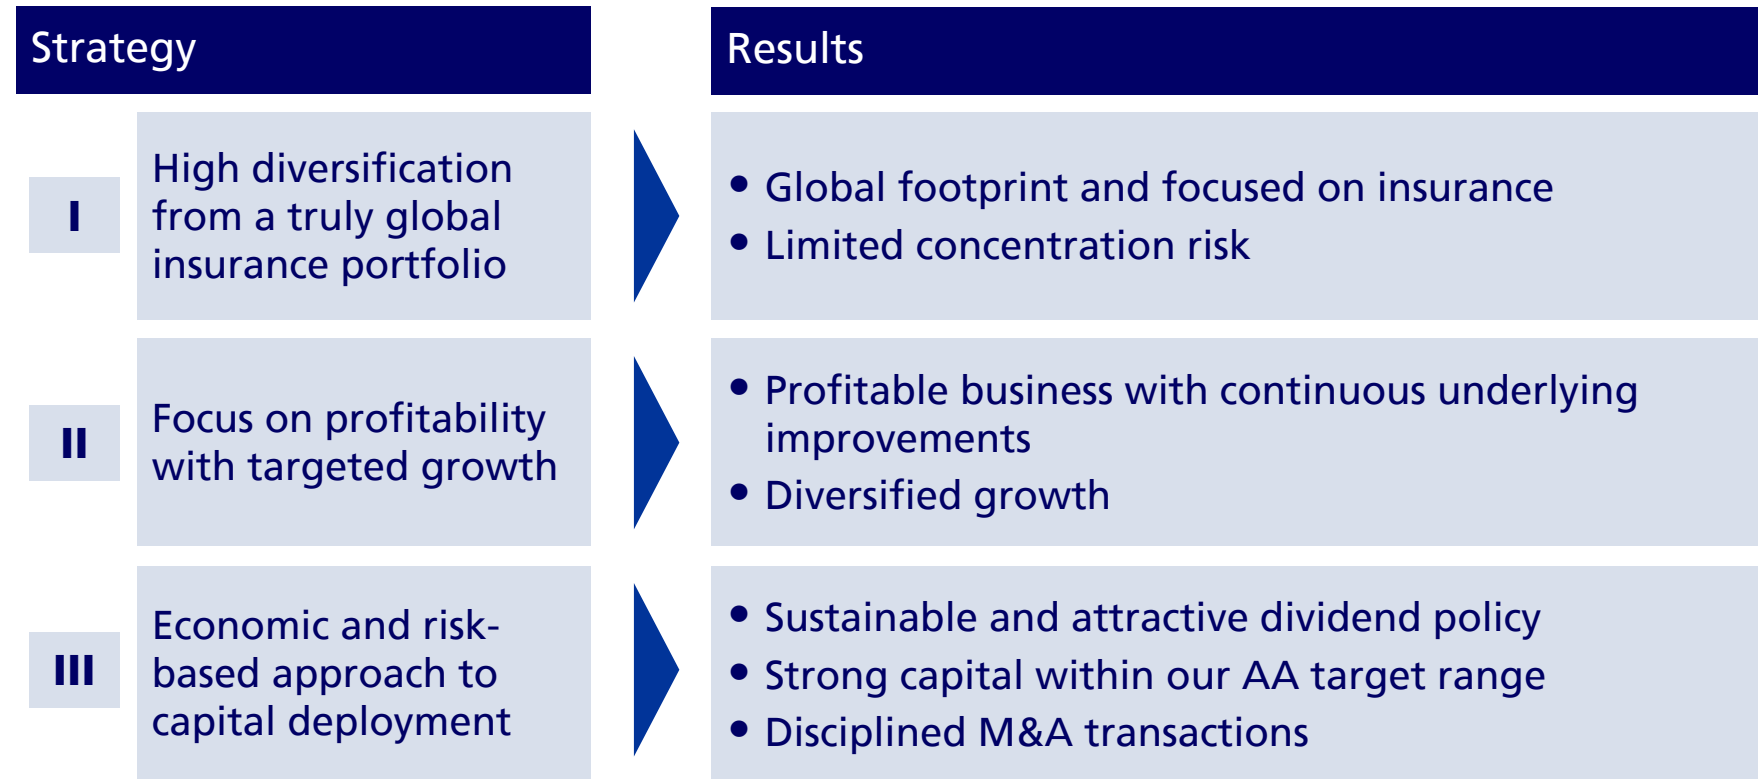 Strategy
Results
I
High diversification
from a truly global
insurance portfolio
• Global footprint and focused on insurance
• Limited concentration risk
II
Focus on profitability
with targeted growth
• Profitable business with continuous underlying
improvements
• Diversified growth
III
Economic and risk-
based approach to
capital deployment
• Sustainable and attractive dividend policy
• Strong capital within our AA target range
• Disciplined M&A transactions